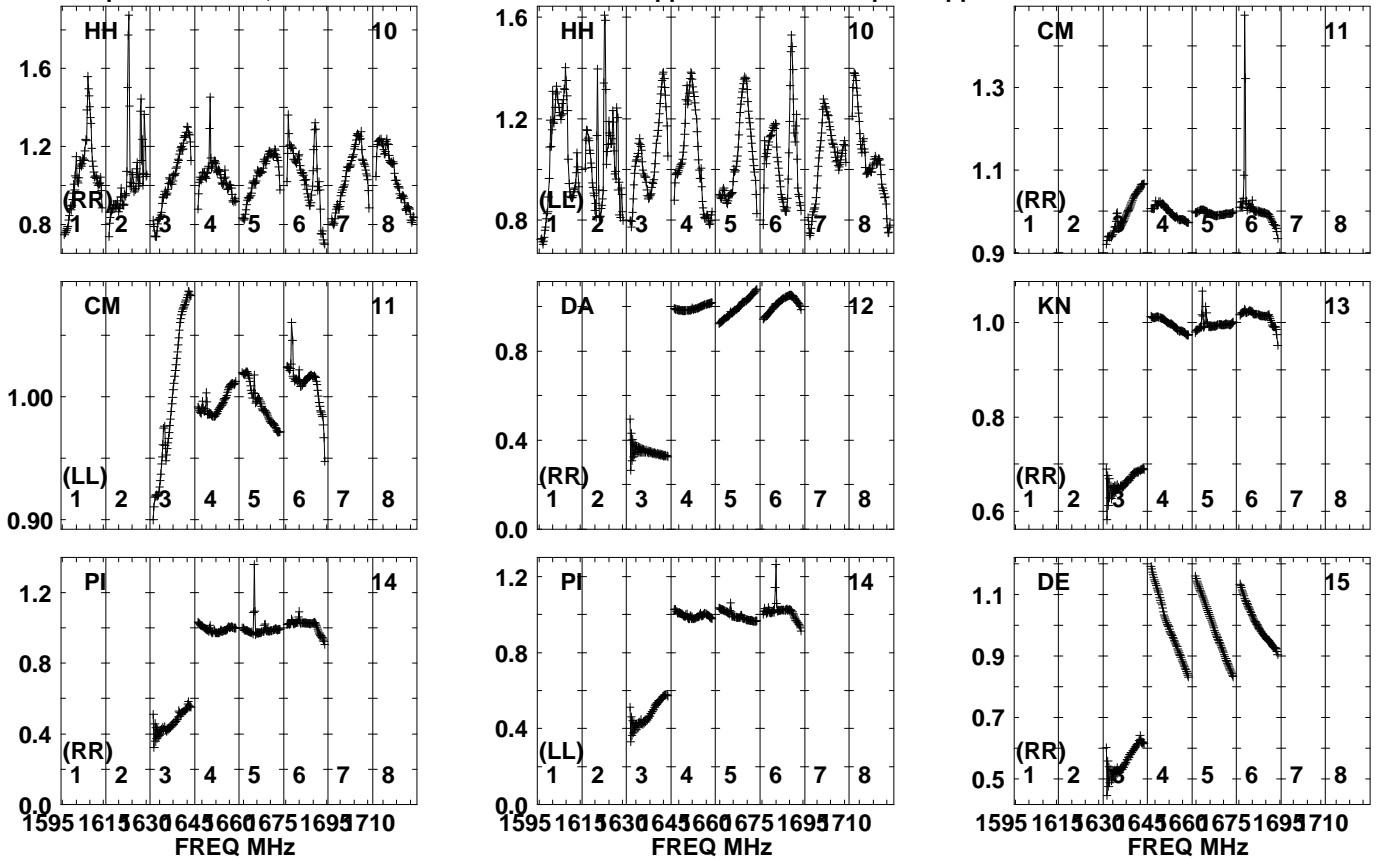 HH 10
1.6
1.2
0.8
(RR)
1 2 3 4 5 6 7 8
HH 10
1.6
1.2
0.8
(LL)
1 2 3 4 5 6 7 8
CM 11
1.3
1.1
0.9
(RR)
1 2 3 4 5 6 7 8
CM 11
1.00
0.90
(LL)
1 2 3 4 5 6 7 8
DA 12
0.8
0.4
0.0
(RR)
1 2 3 4 5 6 7 8
KN 13
1.0
0.8
0.6
(RR)
1 2 3 4 5 6 7 8
PI 14
1.2
0.8
0.4
0.0
(RR)
1 2 3 4 5 6 7 8
1595 1615 1630 1645 1660 1675 1695 1710
FREQ MHz
PI 14
1.2
0.8
0.4
0.0
(LL)
1 2 3 4 5 6 7 8
1595 1615 1630 1645 1660 1675 1695 1710
FREQ MHz
DE 15
1.1
0.9
0.7
0.5
(RR)
1 2 3 4 5 6 7 8
1595 1615 1630 1645 1660 1675 1695 1710
FREQ MHz